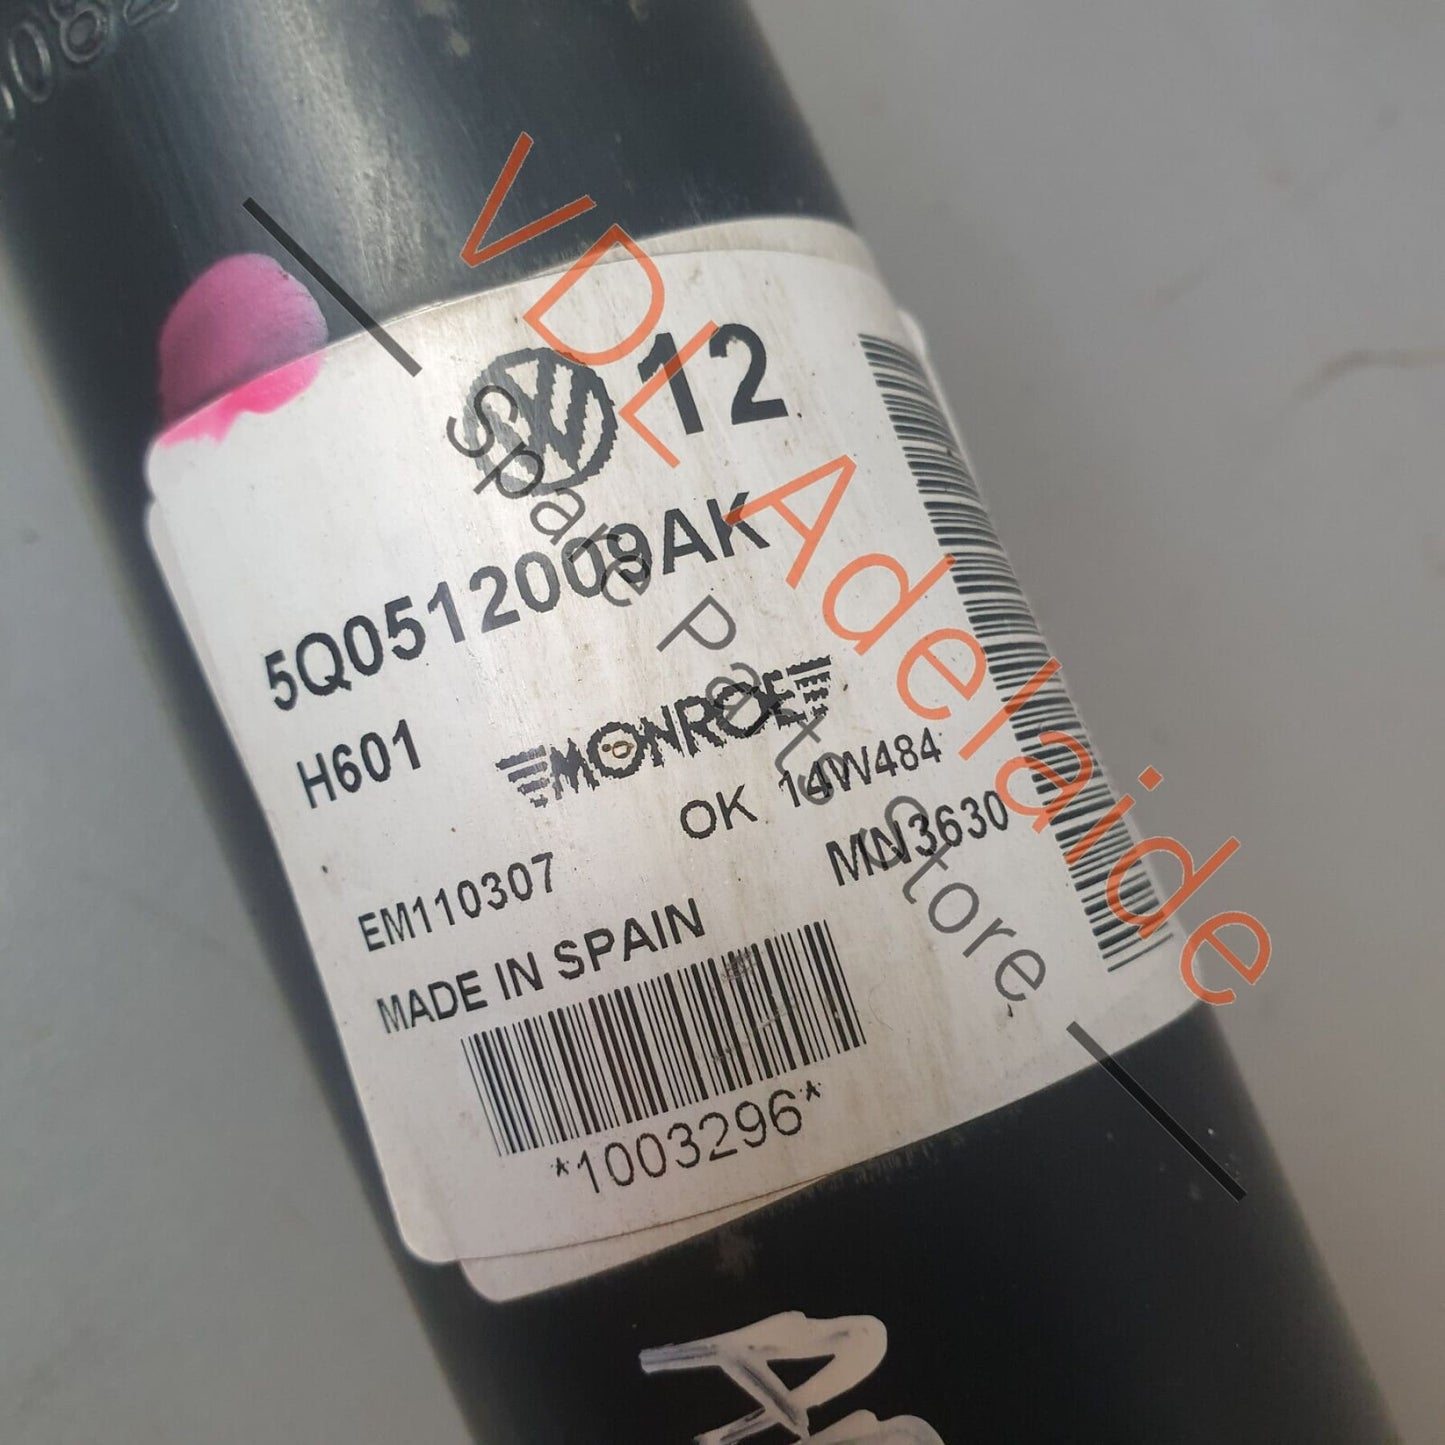 12
5Q0512009AK
H601
MONROE
OK 14W484
EM110307
MN3630
MADE IN SPAIN
*1003296*
VDL Adelaide
Spare Parts Store